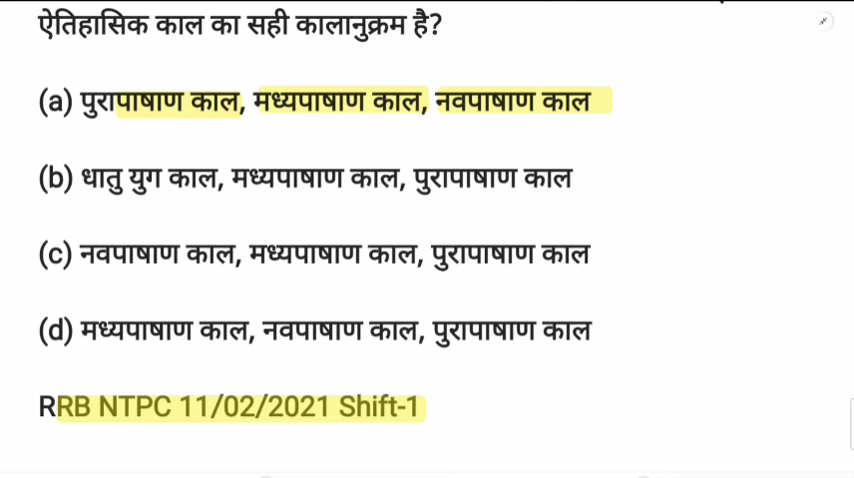 ऐतिहासिक काल का सही कालानुक्रम है?
(a) पुरापाषाण काल, मध्यपाषाण काल, नवपाषाण काल
(b) धातु युग काल, मध्यपाषाण काल, पुरापाषाण काल
(c) नवपाषाण काल, मध्यपाषाण काल, पुरापाषाण काल
(d) मध्यपाषाण काल, नवपाषाण काल, पुरापाषाण काल
RRB NTPC 11/02/2021 Shift-1